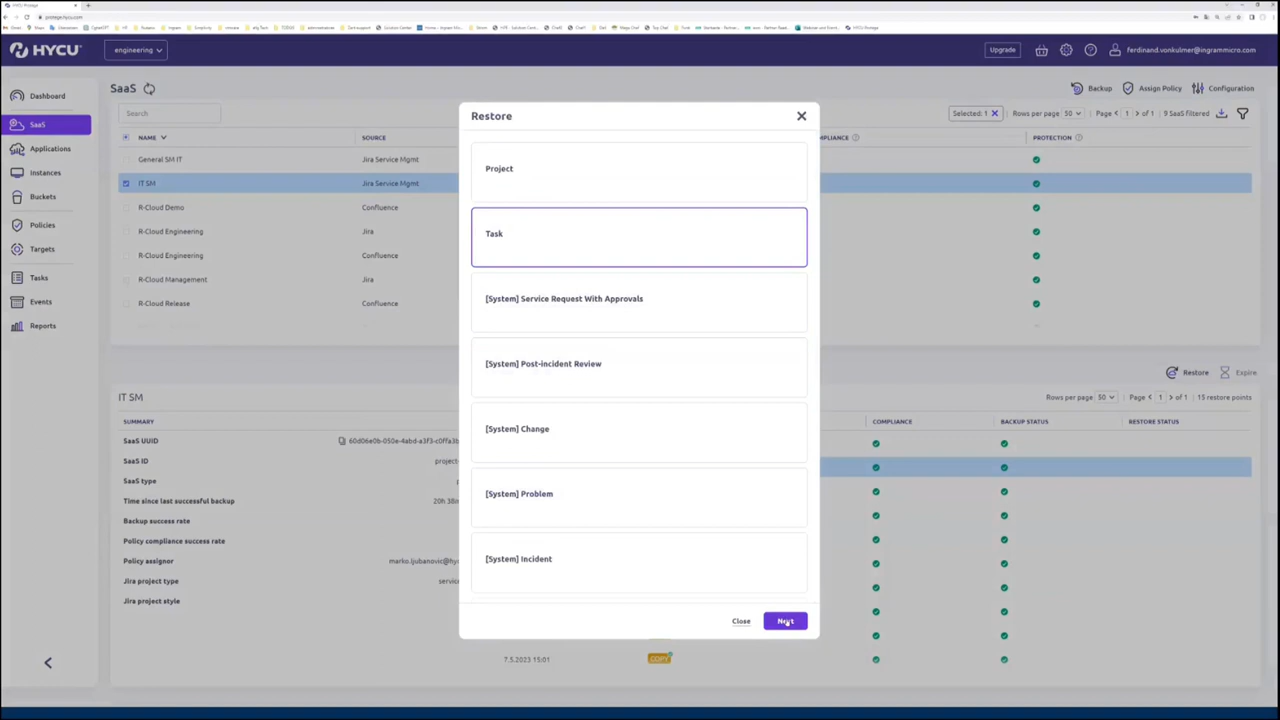 HYCU Protege
protege.hycu.com
HYCU
engineering
Upgrade
ferdinand.vonkulmer@ingrammicro.com
Dashboard
SaaS
Applications
Instances
Buckets
Policies
Targets
Tasks
Events
Reports
SaaS
Backup
Assign Policy
Configuration
Search
Selected: 1
Rows per page 50
Page 1 of 1
9 SaaS filtered
NAME
SOURCE
PROTECTION
General SM IT
Jira Service Mgmt
IT SM
Jira Service Mgmt
R-Cloud Demo
Confluence
R-Cloud Engineering
Jira
R-Cloud Engineering
Confluence
R-Cloud Management
Jira
R-Cloud Release
Confluence
Restore
Project
Task
[System] Service Request With Approvals
[System] Post-incident Review
[System] Change
[System] Problem
[System] Incident
Close
Next
Restore
Expire
IT SM
Rows per page 50
Page 1 of 1
15 restore points
SUMMARY
COMPLIANCE
BACKUP STATUS
RESTORE STATUS
SaaS UUID
60d06e0b-050e-4abd-a3f3-c0ffa3b
SaaS ID
project
SaaS type
Time since last successful backup
20h 38m
Backup success rate
Policy compliance success rate
Policy assignor
marko.ljubanovic@hy
Jira project type
servic
Jira project style
7.5.2023 15:01
COPY